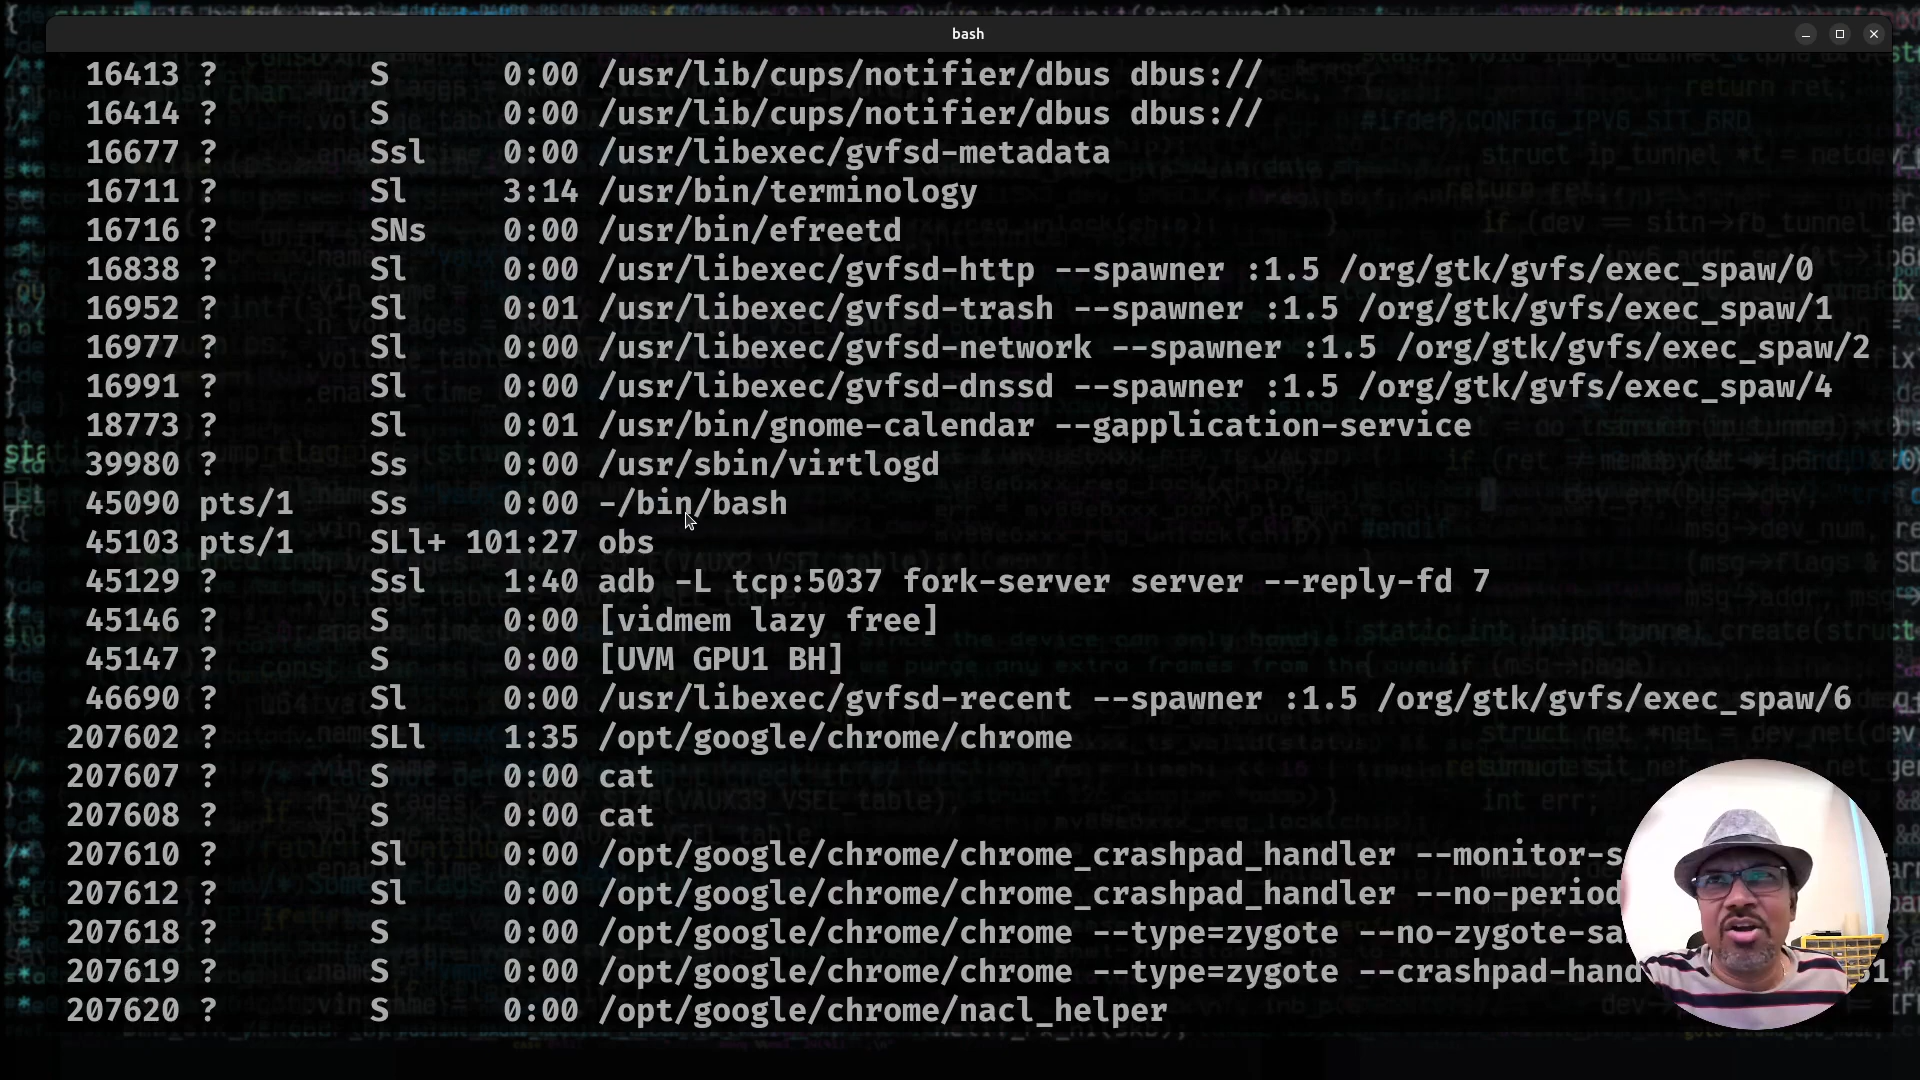 bash
16413 ? S 0:00 /usr/lib/cups/notifier/dbus dbus://
16414 ? S 0:00 /usr/lib/cups/notifier/dbus dbus://
16677 ? Ssl 0:00 /usr/libexec/gvfsd-metadata
16711 ? Sl 3:14 /usr/bin/terminology
16716 ? SNs 0:00 /usr/bin/efreetd
16838 ? Sl 0:00 /usr/libexec/gvfsd-http --spawner :1.5 /org/gtk/gvfs/exec_spaw/0
16952 ? Sl 0:01 /usr/libexec/gvfsd-trash --spawner :1.5 /org/gtk/gvfs/exec_spaw/1
16977 ? Sl 0:00 /usr/libexec/gvfsd-network --spawner :1.5 /org/gtk/gvfs/exec_spaw/2
16991 ? Sl 0:00 /usr/libexec/gvfsd-dnssd --spawner :1.5 /org/gtk/gvfs/exec_spaw/4
18773 ? Sl 0:01 /usr/bin/gnome-calendar --gapplication-service
39980 ? Ss 0:00 /usr/sbin/virtlogd
45090 pts/1 Ss 0:00 -/bin/bash
45103 pts/1 SLl+ 101:27 obs
45129 ? Ssl 1:40 adb -L tcp:5037 fork-server server --reply-fd 7
45146 ? S 0:00 [vidmem lazy free]
45147 ? S 0:00 [UVM GPU1 BH]
46690 ? Sl 0:00 /usr/libexec/gvfsd-recent --spawner :1.5 /org/gtk/gvfs/exec_spaw/6
207602 ? SLl 1:35 /opt/google/chrome/chrome
207607 ? S 0:00 cat
207608 ? S 0:00 cat
207610 ? Sl 0:00 /opt/google/chrome/chrome_crashpad_handler --monitor-s
207612 ? Sl 0:00 /opt/google/chrome/chrome_crashpad_handler --no-period
207618 ? S 0:00 /opt/google/chrome/chrome --type=zygote --no-zygote-sa
207619 ? S 0:00 /opt/google/chrome/chrome --type=zygote --crashpad-hand
207620 ? S 0:00 /opt/google/chrome/nacl_helper